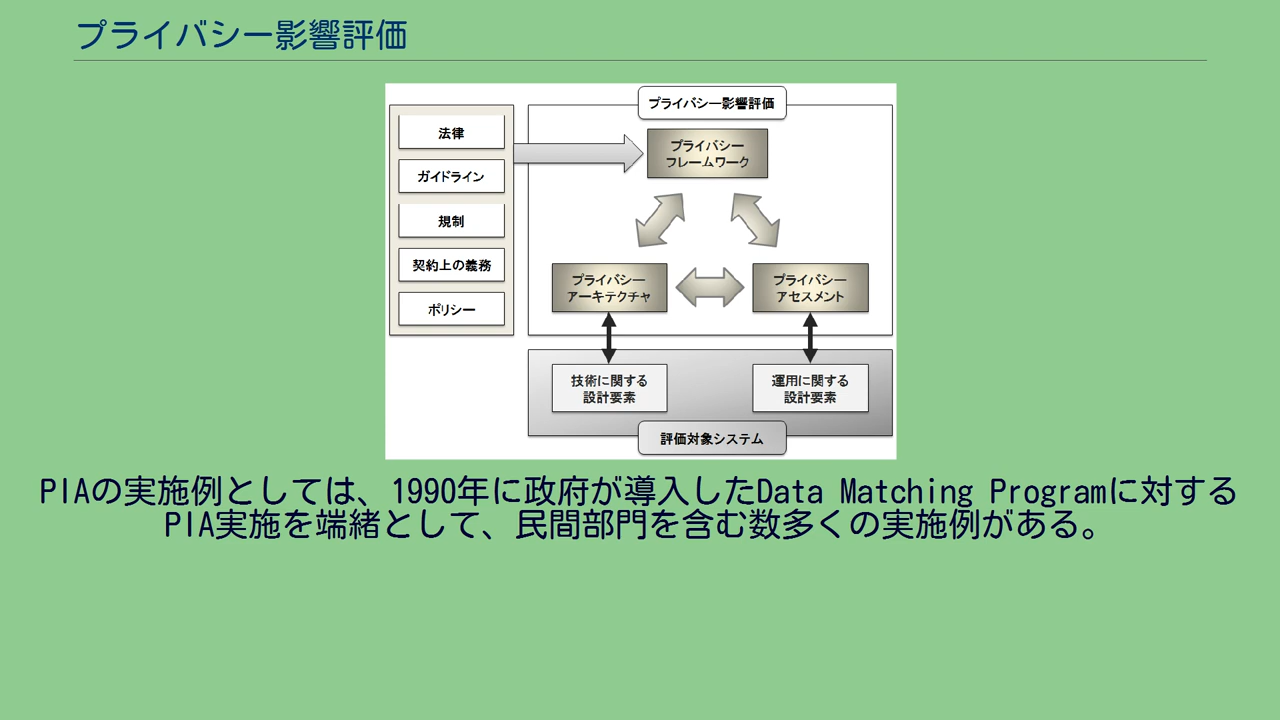 プライバシー影響評価
プライバシー影響評価
法律
ガイドライン
規制
契約上の義務
ポリシー
プライバシー
フレームワーク
プライバシー
アーキテクチャ
プライバシー
アセスメント
技術に関する
設計要素
運用に関する
設計要素
評価対象システム
PIAの実施例としては、1990年に政府が導入したData Matching Programに対する
PIA実施を端緒として、民間部門を含む数多くの実施例がある。